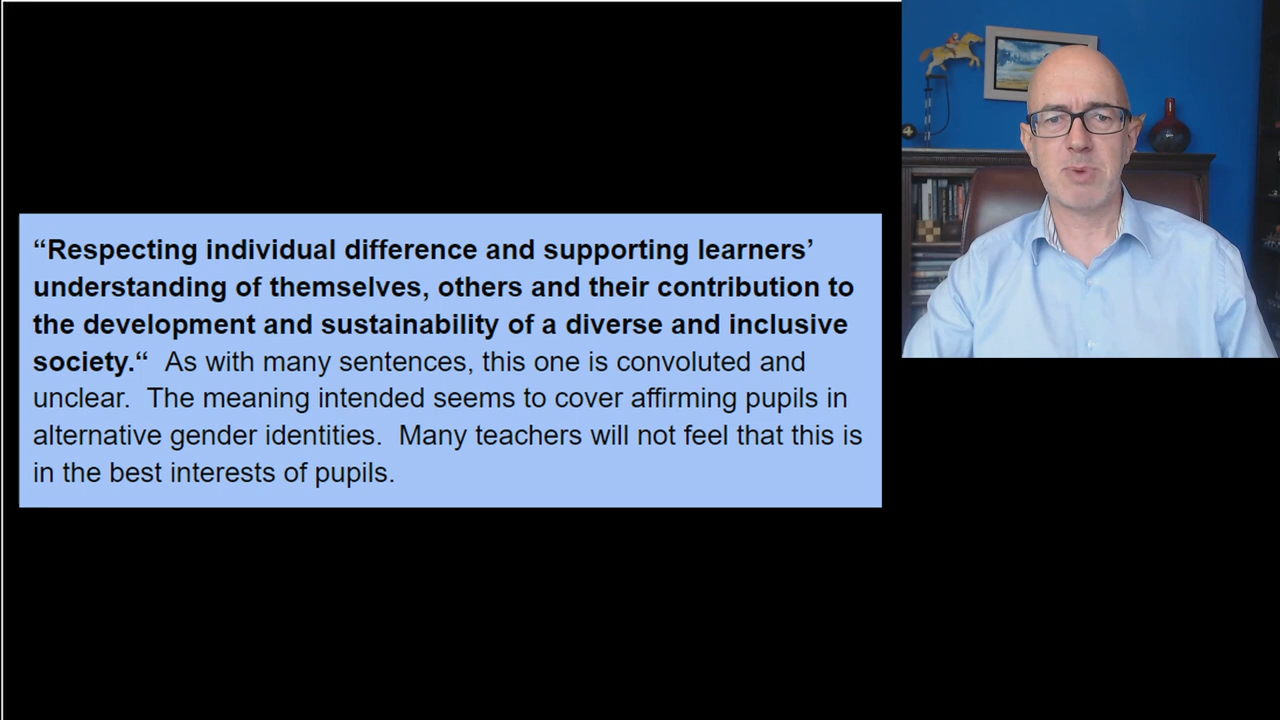 “Respecting individual difference and supporting learners’
understanding of themselves, others and their contribution to
the development and sustainability of a diverse and inclusive
society.“  As with many sentences, this one is convoluted and
unclear.  The meaning intended seems to cover affirming pupils in
alternative gender identities.  Many teachers will not feel that this is
in the best interests of pupils.
4